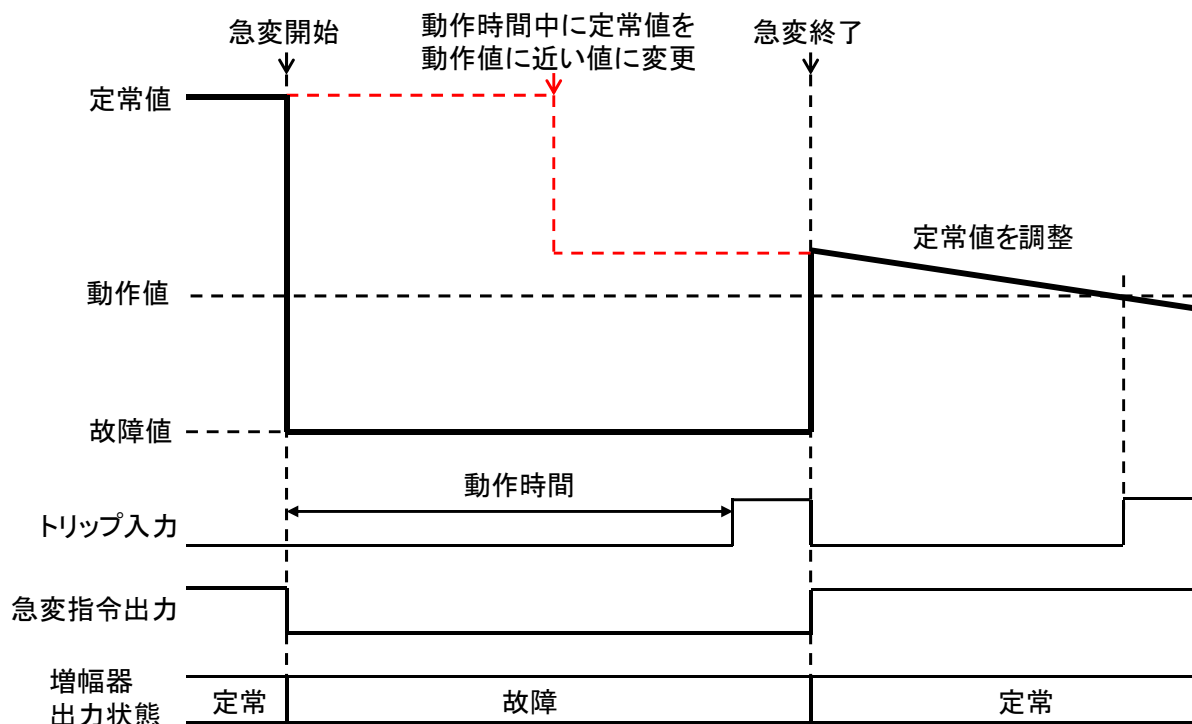 急変開始
動作時間中に定常値を
動作値に近い値に変更
急変終了
定常値
定常値を調整
動作値
故障値
動作時間
トリップ入力
急変指令出力
増幅器
出力状態
定常
故障
定常